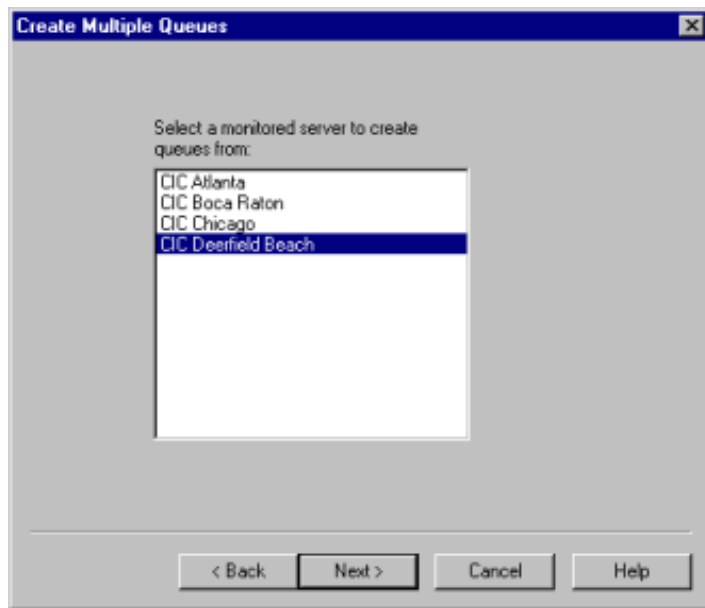 Create Multiple Queues
Select a monitored server to create
queues from:
CIC Atlanta
CIC Boca Raton
CIC Chicago
CIC Deerfield Beach
< Back
Next >
Cancel
Help